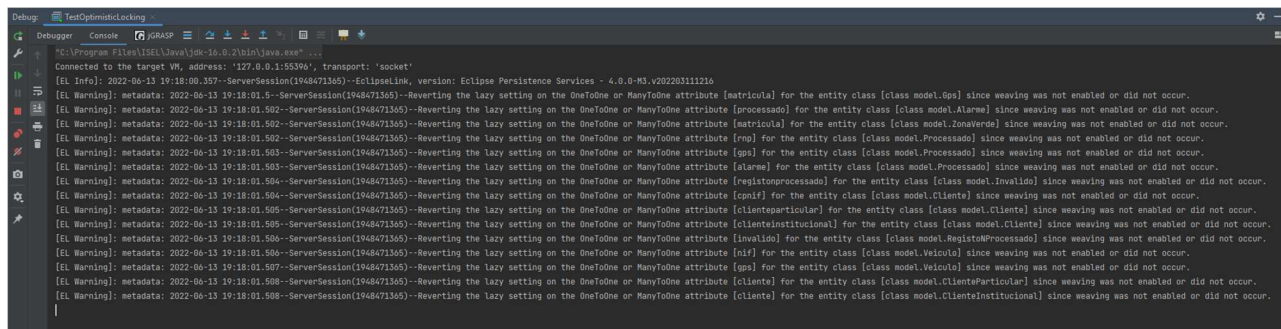 Debug: TestOptimisticLocking
Debugger Console jGRASP
"C:\Program Files\ISEL\Java\jdk-16.0.2\bin\java.exe" ...
Connected to the target VM, address: '127.0.0.1:55396', transport: 'socket'
[EL Info]: 2022-06-13 19:18:00.357--ServerSession(1948471365)--EclipseLink, version: Eclipse Persistence Services - 4.0.0-M3.v202203111216
[EL Warning]: metadata: 2022-06-13 19:18:01.5--ServerSession(1948471365)--Reverting the lazy setting on the OneToOne or ManyToOne attribute [matricula] for the entity class [class model.Gps] since weaving was not enabled or did not occur.
[EL Warning]: metadata: 2022-06-13 19:18:01.502--ServerSession(1948471365)--Reverting the lazy setting on the OneToOne or ManyToOne attribute [processado] for the entity class [class model.Alarme] since weaving was not enabled or did not occur.
[EL Warning]: metadata: 2022-06-13 19:18:01.502--ServerSession(1948471365)--Reverting the lazy setting on the OneToOne or ManyToOne attribute [matricula] for the entity class [class model.ZonaVerde] since weaving was not enabled or did not occur.
[EL Warning]: metadata: 2022-06-13 19:18:01.502--ServerSession(1948471365)--Reverting the lazy setting on the OneToOne or ManyToOne attribute [rnp] for the entity class [class model.Processado] since weaving was not enabled or did not occur.
[EL Warning]: metadata: 2022-06-13 19:18:01.503--ServerSession(1948471365)--Reverting the lazy setting on the OneToOne or ManyToOne attribute [gps] for the entity class [class model.Processado] since weaving was not enabled or did not occur.
[EL Warning]: metadata: 2022-06-13 19:18:01.503--ServerSession(1948471365)--Reverting the lazy setting on the OneToOne or ManyToOne attribute [alarme] for the entity class [class model.Processado] since weaving was not enabled or did not occur.
[EL Warning]: metadata: 2022-06-13 19:18:01.504--ServerSession(1948471365)--Reverting the lazy setting on the OneToOne or ManyToOne attribute [registonprocessado] for the entity class [class model.Invalido] since weaving was not enabled or did not occur.
[EL Warning]: metadata: 2022-06-13 19:18:01.504--ServerSession(1948471365)--Reverting the lazy setting on the OneToOne or ManyToOne attribute [cpnif] for the entity class [class model.Cliente] since weaving was not enabled or did not occur.
[EL Warning]: metadata: 2022-06-13 19:18:01.505--ServerSession(1948471365)--Reverting the lazy setting on the OneToOne or ManyToOne attribute [clienteparticular] for the entity class [class model.Cliente] since weaving was not enabled or did not occur.
[EL Warning]: metadata: 2022-06-13 19:18:01.505--ServerSession(1948471365)--Reverting the lazy setting on the OneToOne or ManyToOne attribute [clienteinstitucional] for the entity class [class model.Cliente] since weaving was not enabled or did not occur.
[EL Warning]: metadata: 2022-06-13 19:18:01.506--ServerSession(1948471365)--Reverting the lazy setting on the OneToOne or ManyToOne attribute [invalido] for the entity class [class model.RegistoNProcessado] since weaving was not enabled or did not occur.
[EL Warning]: metadata: 2022-06-13 19:18:01.506--ServerSession(1948471365)--Reverting the lazy setting on the OneToOne or ManyToOne attribute [nif] for the entity class [class model.Veiculo] since weaving was not enabled or did not occur.
[EL Warning]: metadata: 2022-06-13 19:18:01.507--ServerSession(1948471365)--Reverting the lazy setting on the OneToOne or ManyToOne attribute [gps] for the entity class [class model.Veiculo] since weaving was not enabled or did not occur.
[EL Warning]: metadata: 2022-06-13 19:18:01.508--ServerSession(1948471365)--Reverting the lazy setting on the OneToOne or ManyToOne attribute [cliente] for the entity class [class model.ClienteParticular] since weaving was not enabled or did not occur.
[EL Warning]: metadata: 2022-06-13 19:18:01.508--ServerSession(1948471365)--Reverting the lazy setting on the OneToOne or ManyToOne attribute [cliente] for the entity class [class model.ClienteInstitucional] since weaving was not enabled or did not occur.